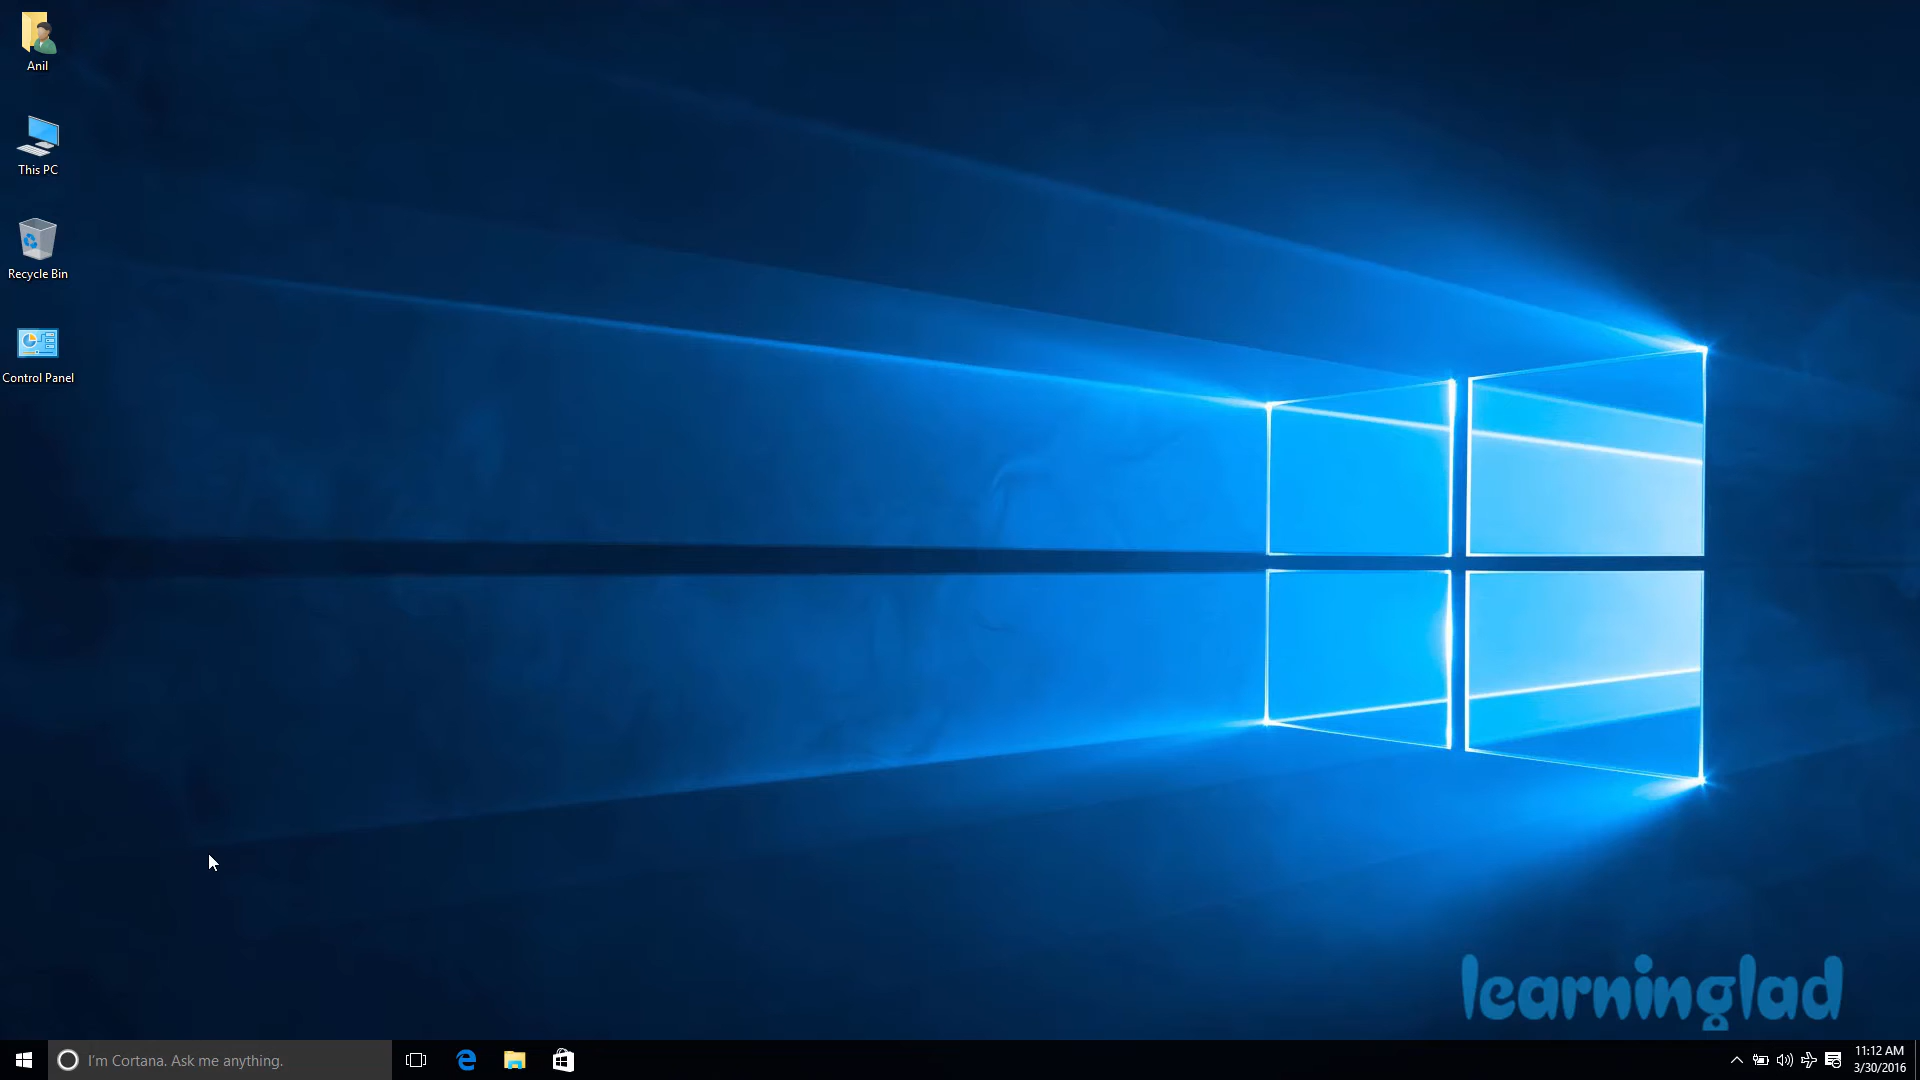 Anil
This PC
Recycle Bin
Control Panel
learninglad
I'm Cortana. Ask me anything.
11:12 AM
3/30/2016